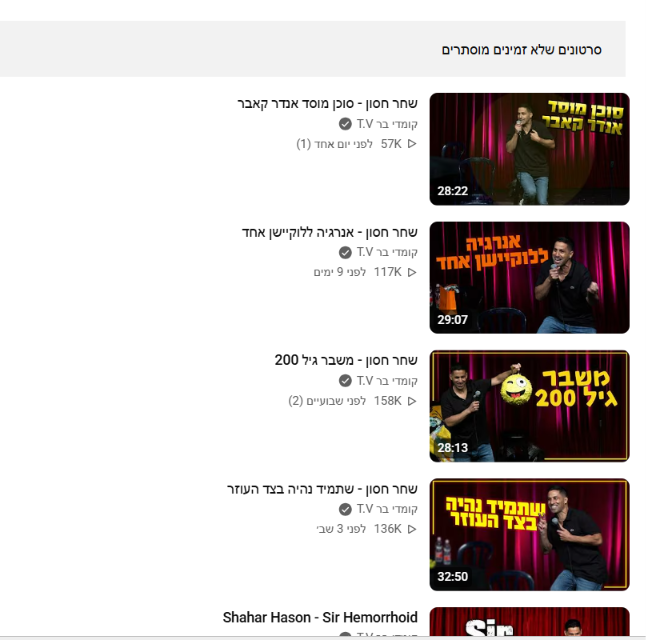 סרטונים שלא זמינים מוסתרים
סוכן מוסד
אנדר קאבר
28:22
שחר חסון - סוכן מוסד אנדר קאבר
קומדי בר T.V
57K לפני יום אחד (1)
אנרגיה
ללוקיישן אחד
29:07
שחר חסון - אנרגיה ללוקיישן אחד
קומדי בר T.V
117K לפני 9 ימים
משבר
גיל 200
28:13
שחר חסון - משבר גיל 200
קומדי בר T.V
158K לפני שבועיים (2)
שתמיד נהיה
בצד העוזר
32:50
שחר חסון - שתמיד נהיה בצד העוזר
קומדי בר T.V
136K לפני 3 שב׳
Sir
Shahar Hason - Sir Hemorrhoid
קומדי בר T.V